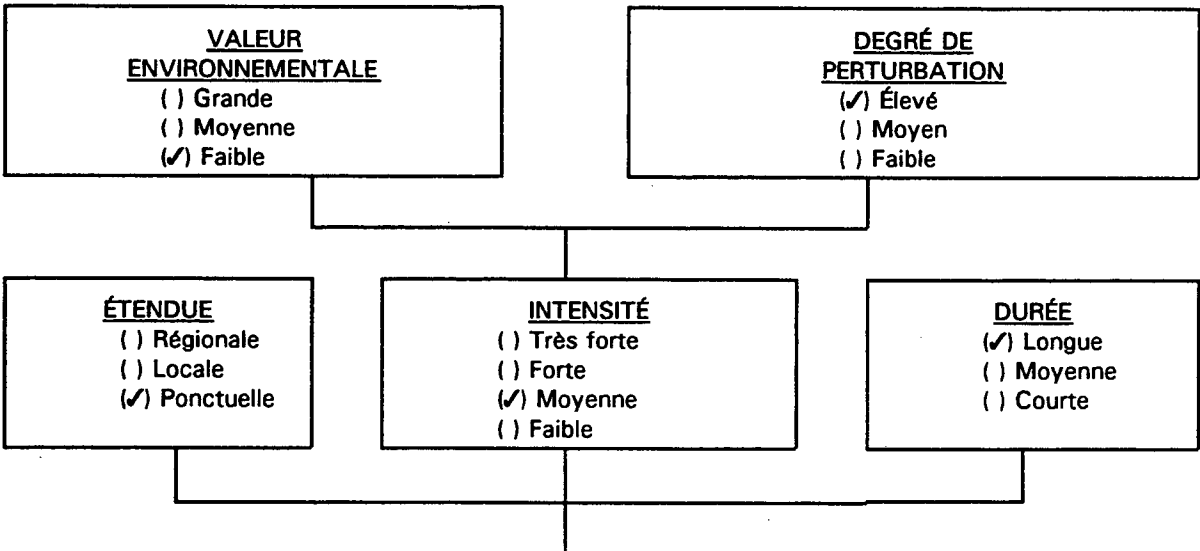 VALEUR
ENVIRONNEMENTALE
( ) Grande
( ) Moyenne
(✓) Faible
DEGRÉ DE
PERTURBATION
(✓) Élevé
( ) Moyen
( ) Faible
ÉTENDUE
( ) Régionale
( ) Locale
(✓) Ponctuelle
INTENSITÉ
( ) Très forte
( ) Forte
(✓) Moyenne
( ) Faible
DURÉE
(✓) Longue
( ) Moyenne
( ) Courte